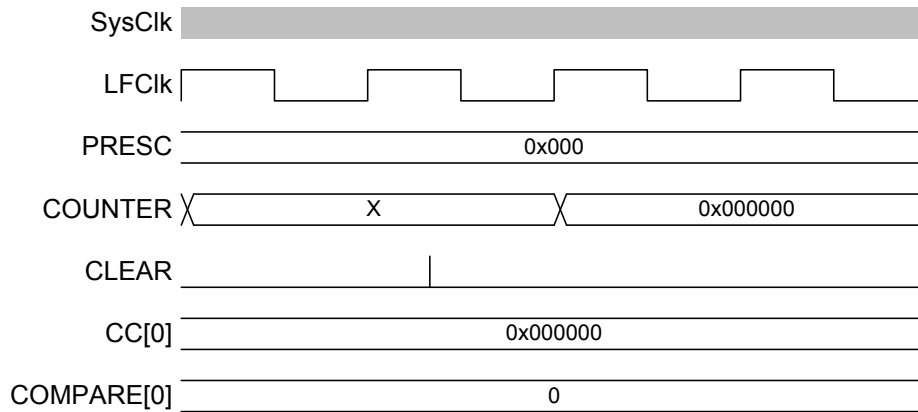 SysClk
LFClk
PRESC 0x000
COUNTER X 0x000000
CLEAR
CC[0] 0x000000
COMPARE[0] 0